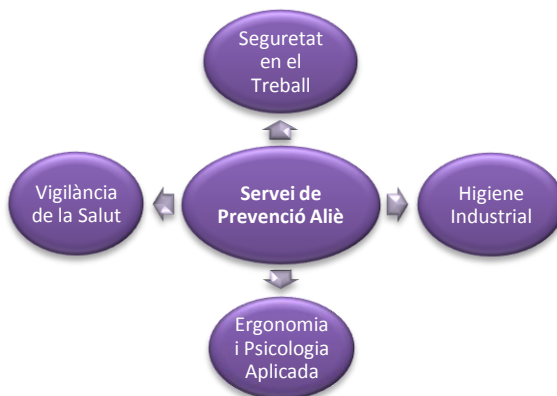 Seguretat
en el
Treball
Vigilància
de la Salut
Servei de
Prevenció Aliè
Higiene
Industrial
Ergonomia
i Psicologia
Aplicada